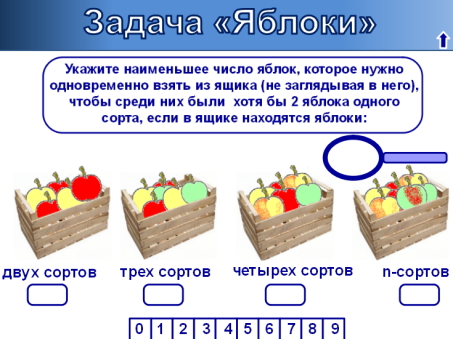 Задача «Яблоки»
Укажите наименьшее число яблок, которое нужно
одновременно взять из ящика (не заглядывая в него),
чтобы среди них были хотя бы 2 яблока одного
сорта, если в ящике находятся яблоки:
двух сортов трех сортов четырех сортов n-сортов
0 1 2 3 4 5 6 7 8 9